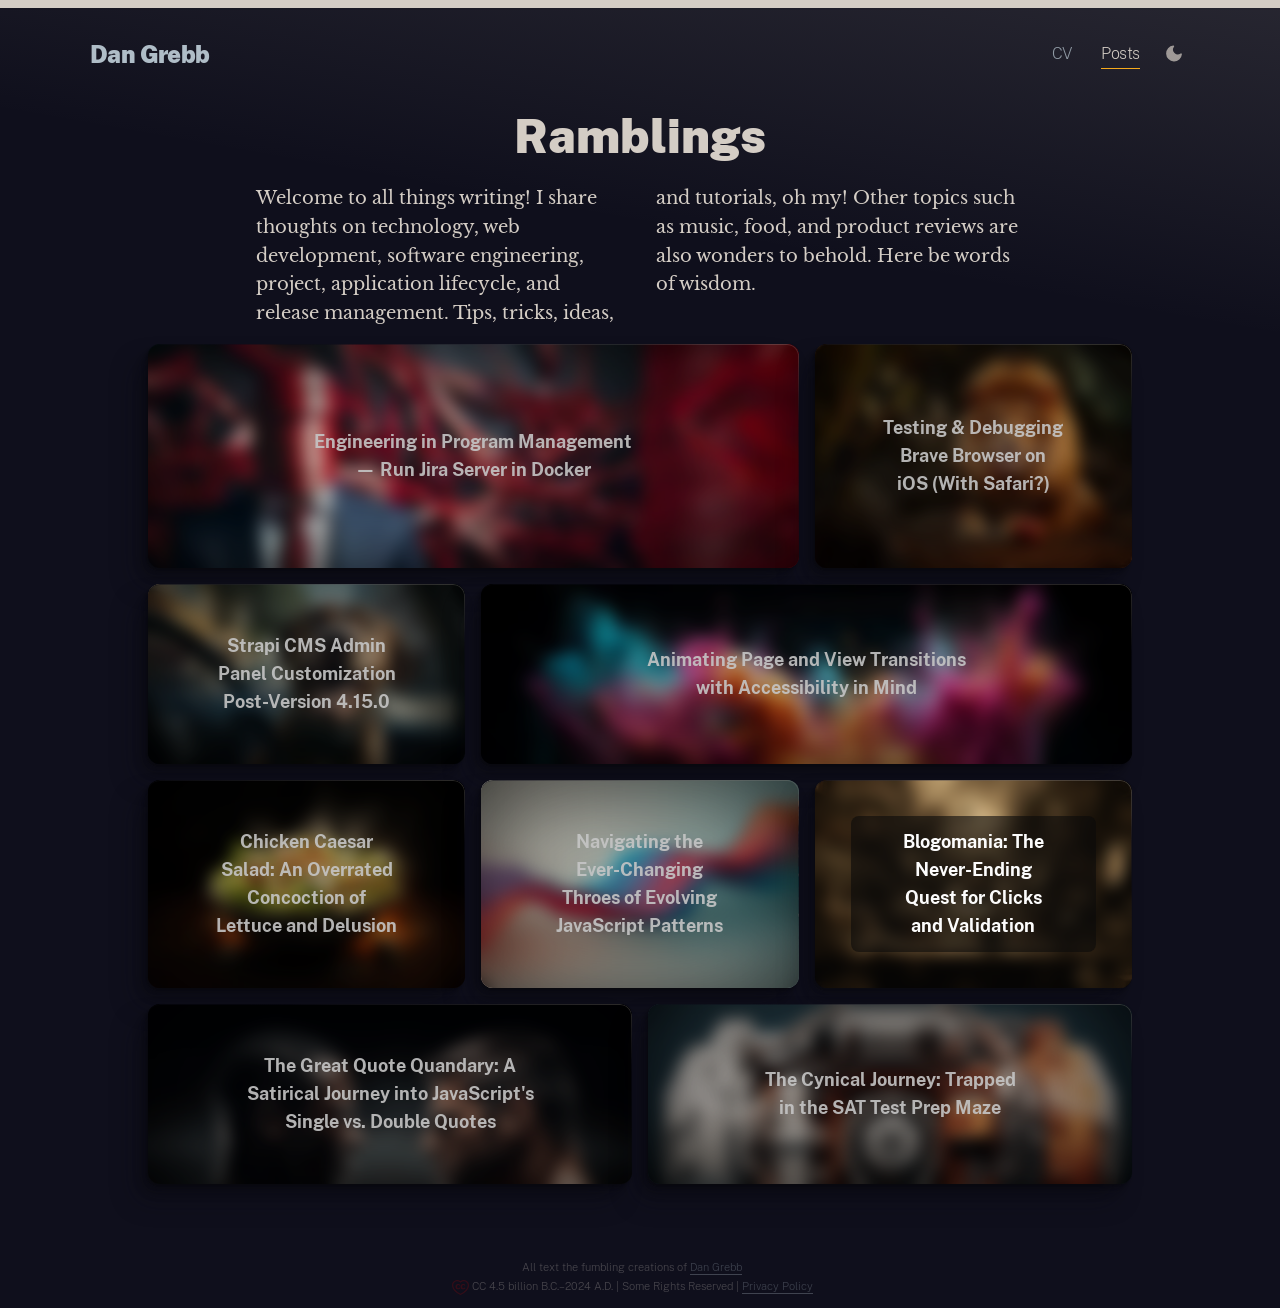 Dan Grebb
CV
Posts
Ramblings
Welcome to all things writing! I share
thoughts on technology, web
development, software engineering,
project, application lifecycle, and
release management. Tips, tricks, ideas,
and tutorials, oh my! Other topics such
as music, food, and product reviews are
also wonders to behold. Here be words
of wisdom.
Engineering in Program Management
— Run Jira Server in Docker
Testing & Debugging
Brave Browser on
iOS (With Safari?)
Strapi CMS Admin
Panel Customization
Post-Version 4.15.0
Animating Page and View Transitions
with Accessibility in Mind
Chicken Caesar
Salad: An Overrated
Concoction of
Lettuce and Delusion
Navigating the
Ever-Changing
Throes of Evolving
JavaScript Patterns
Blogomania: The
Never-Ending
Quest for Clicks
and Validation
The Great Quote Quandary: A
Satirical Journey into JavaScript's
Single vs. Double Quotes
The Cynical Journey: Trapped
in the SAT Test Prep Maze
All text the fumbling creations of Dan Grebb
CC 4.5 billion B.C.–2024 A.D. | Some Rights Reserved | Privacy Policy